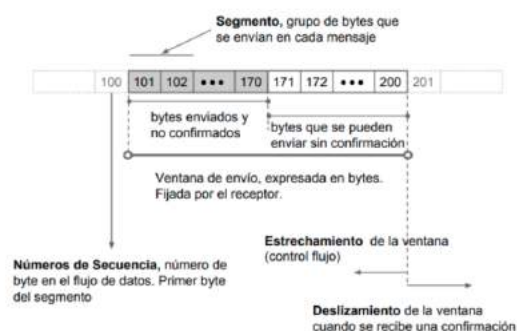 Segmento, grupo de bytes que
se envían en cada mensaje
100 101 102 ••• 170 171 172 ••• 200 201
bytes enviados y
no confirmados
bytes que se pueden
enviar sin confirmación
Ventana de envío, expresada en bytes.
Fijada por el receptor.
Estrechamiento de la ventana
(control flujo)
Números de Secuencia, número de
byte en el flujo de datos. Primer byte
del segmento
Deslizamiento de la ventana
cuando se recibe una confirmación